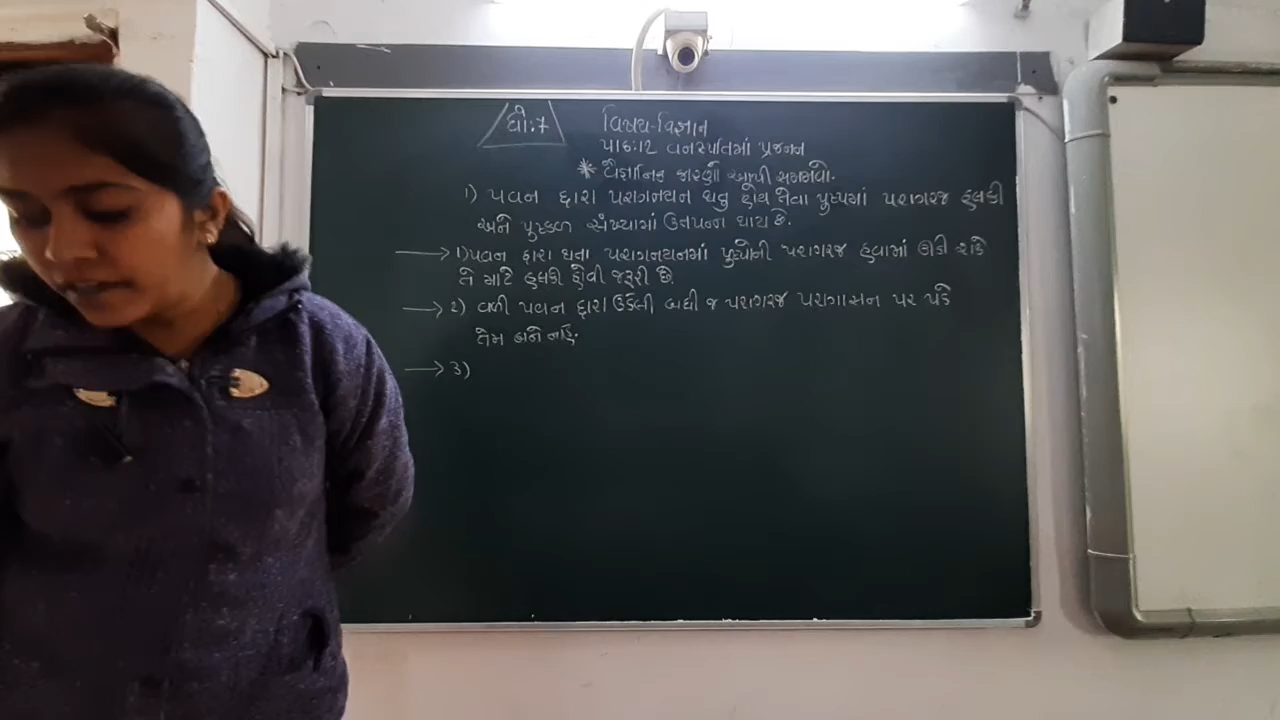 ધો:7
વિષય-વિજ્ઞાન
પાઠ:12 વનસ્પતિમાં પ્રજનન
* વૈજ્ઞાનિક કારણો આપી સમજાવો.
1) પવન દ્વારા પરાગનયન થતુ હોય તેવા પુષ્પમાં પરાગરજ હલકી
અને પુષ્કળ સંખ્યામાં ઉત્પન્ન થાય છે.
→ 1) પવન દ્વારા થતા પરાગનયનમાં પુષ્પોની પરાગરજ હવામાં ઊડી શકે
તે માટે હલકી હોવી જરૂરી છે.
→ 2) વળી પવન દ્વારા ઉડેલી બધી જ પરાગરજ પરાગાસન પર પડે
તેમ બને નહિ.
→ 3)